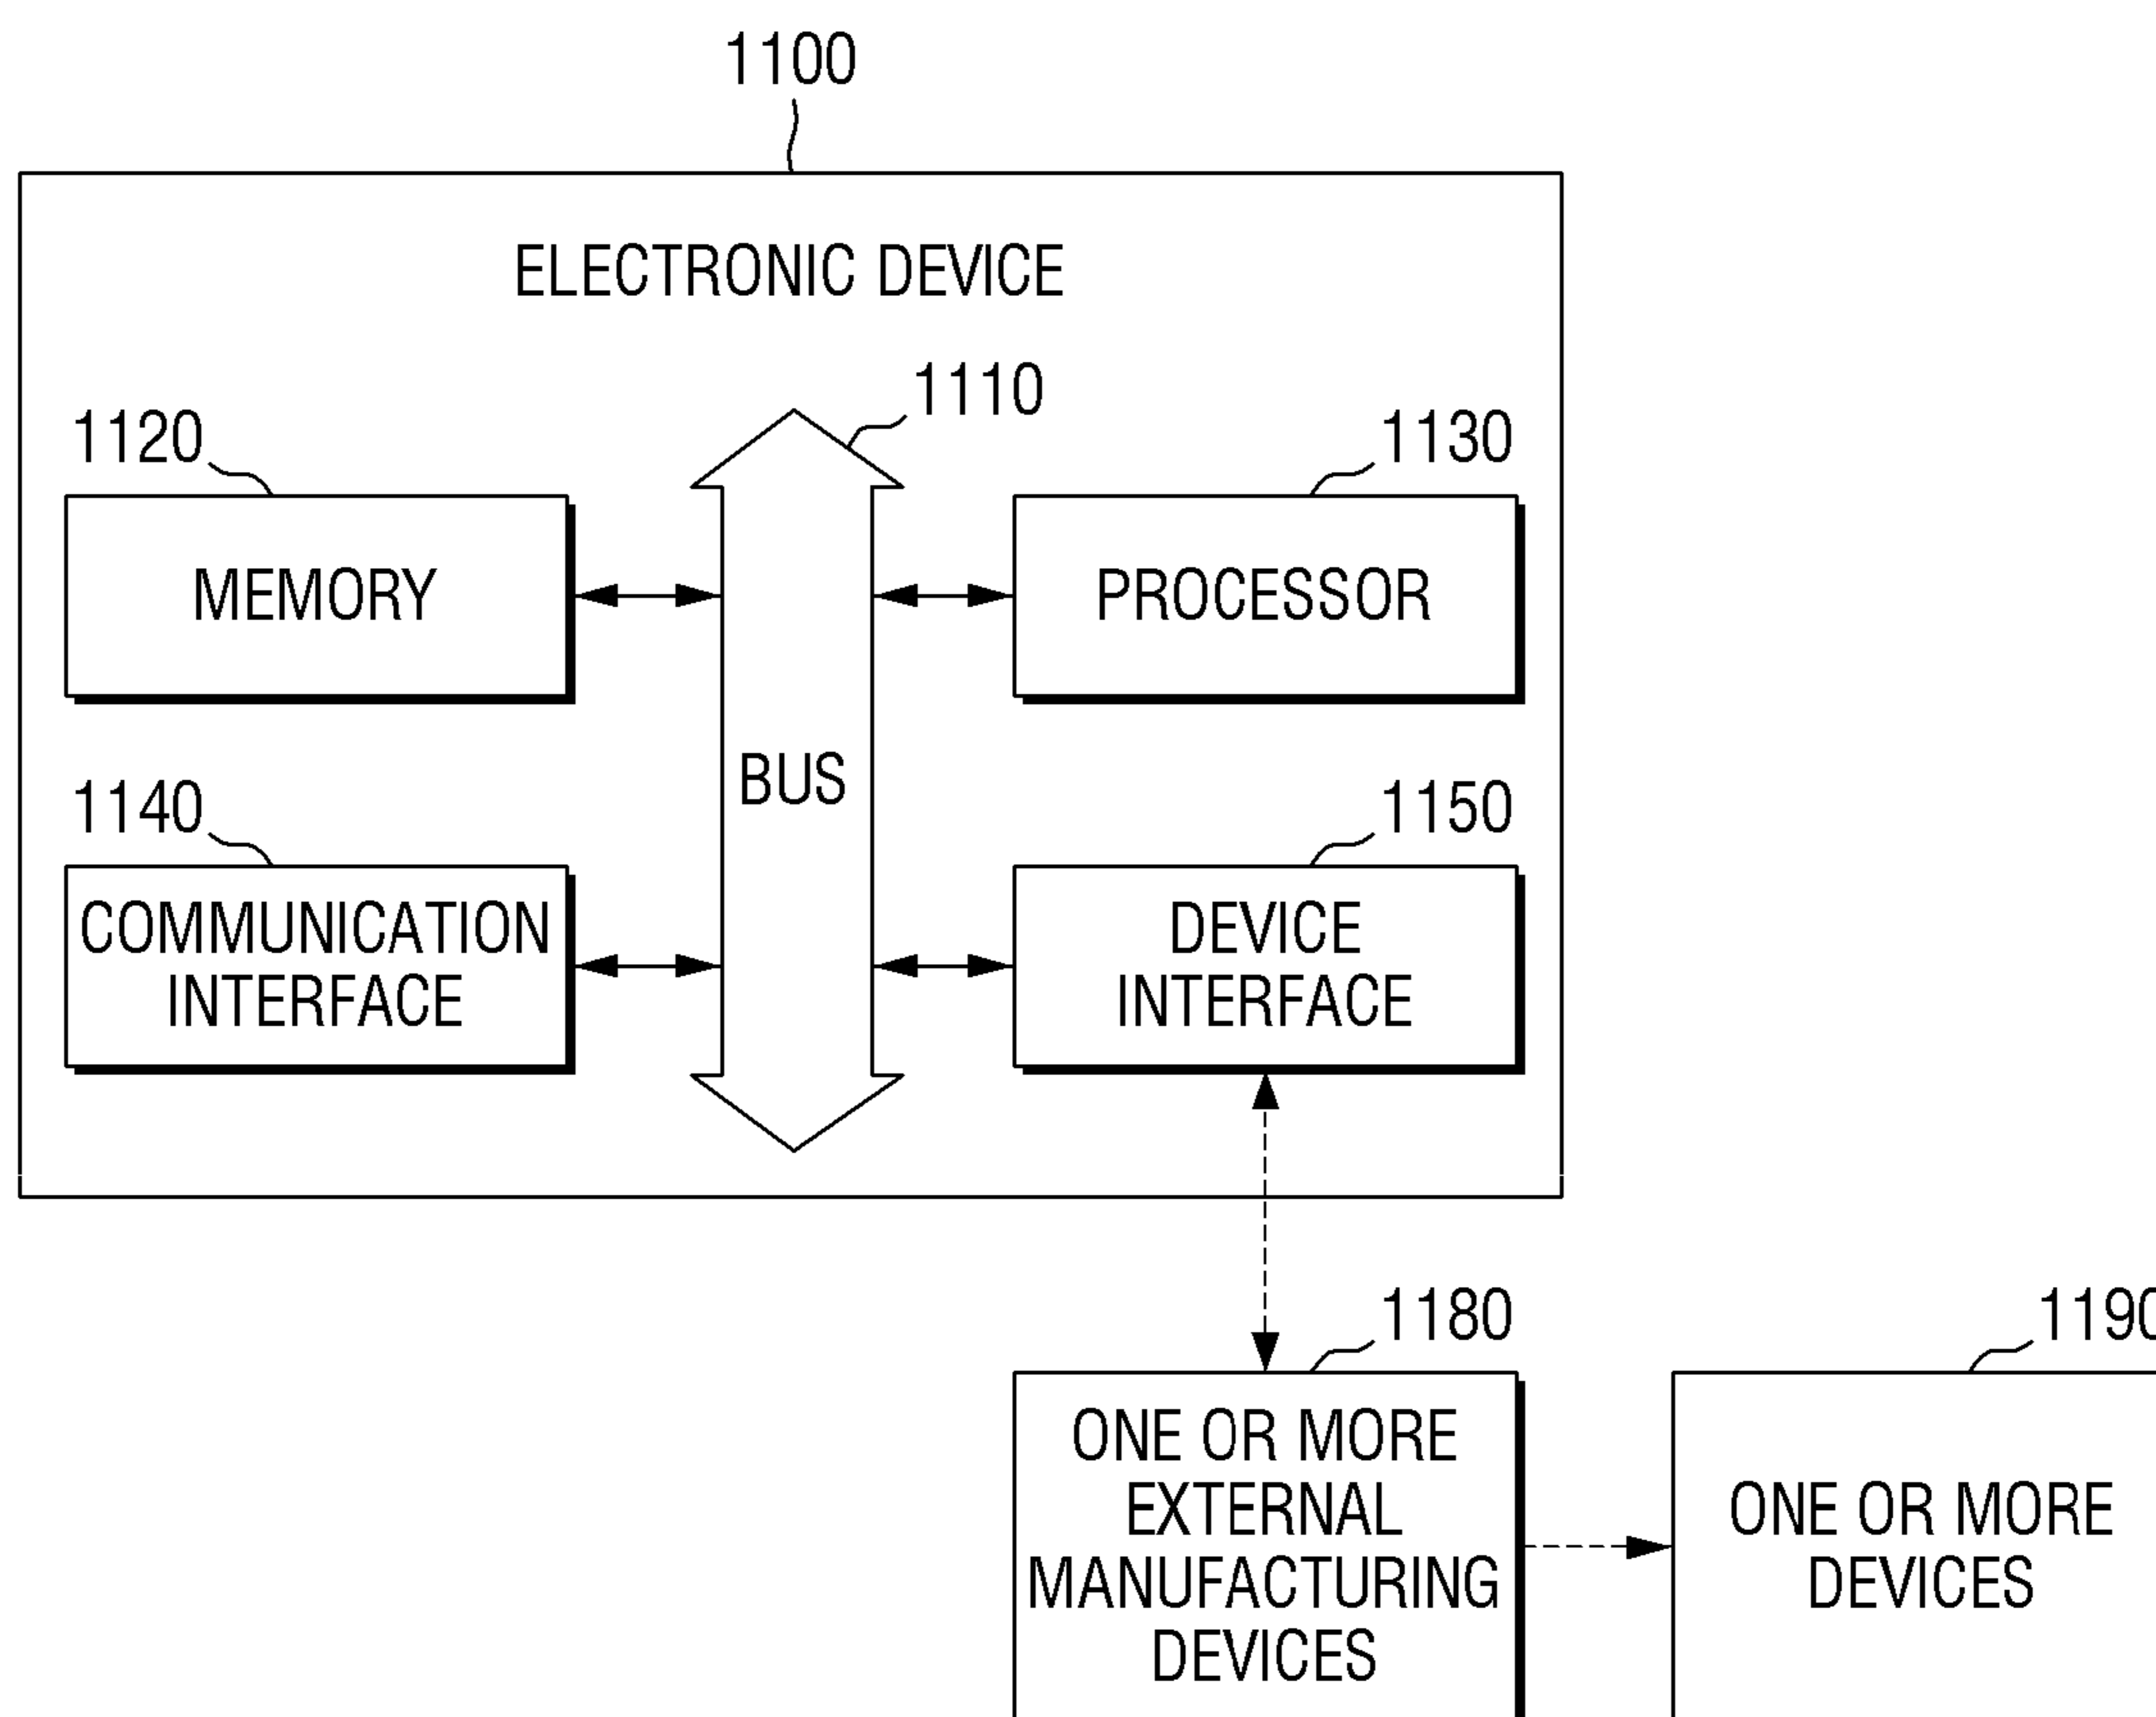 1100
ELECTRONIC DEVICE
1110
1120
1130
MEMORY
PROCESSOR
BUS
1140
1150
COMMUNICATION
INTERFACE
DEVICE
INTERFACE
1180
1190
ONE OR MORE
EXTERNAL
MANUFACTURING
DEVICES
ONE OR MORE
DEVICES